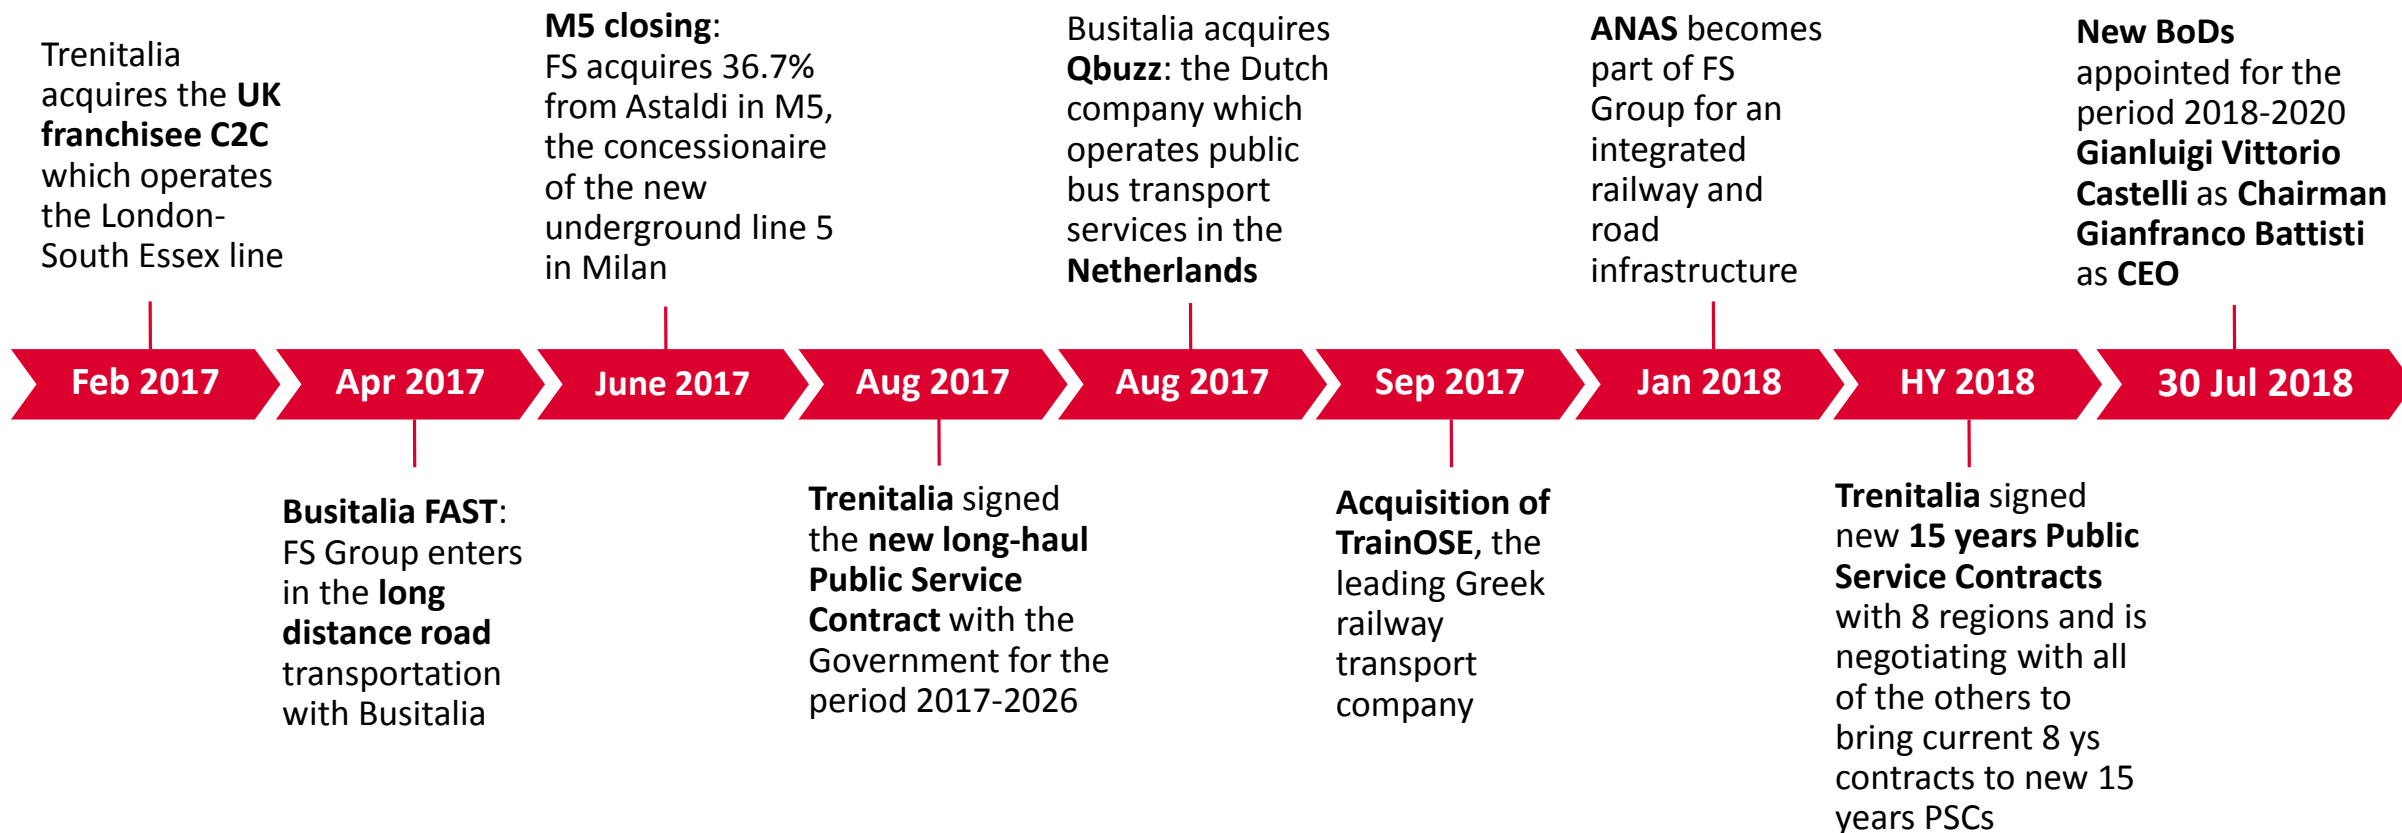 Trenitalia
acquires the UK
franchisee C2C
which operates
the London-
South Essex line
M5 closing:
FS acquires 36.7%
from Astaldi in M5,
the concessionaire
of the new
underground line 5
in Milan
Busitalia acquires
Qbuzz: the Dutch
company which
operates public
bus transport
services in the
Netherlands
ANAS becomes
part of FS
Group for an
integrated
railway and
road
infrastructure
New BoDs
appointed for the
period 2018-2020
Gianluigi Vittorio
Castelli as Chairman
Gianfranco Battisti
as CEO
Feb 2017
Apr 2017
June 2017
Aug 2017
Aug 2017
Sep 2017
Jan 2018
HY 2018
30 Jul 2018
Busitalia FAST:
FS Group enters
in the long
distance road
transportation
with Busitalia
Trenitalia signed
the new long-haul
Public Service
Contract with the
Government for the
period 2017-2026
Acquisition of
TrainOSE, the
leading Greek
railway
transport
company
Trenitalia signed
new 15 years Public
Service Contracts
with 8 regions and is
negotiating with all
of the others to
bring current 8 ys
contracts to new 15
years PSCs